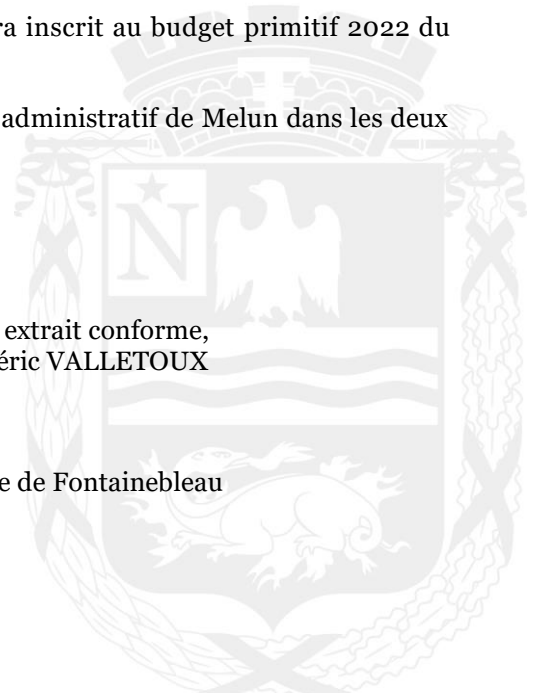 ra inscrit au budget primitif 2022 du
administratif de Melun dans les deux
N
extrait conforme,
éric VALLETOUX
e de Fontainebleau